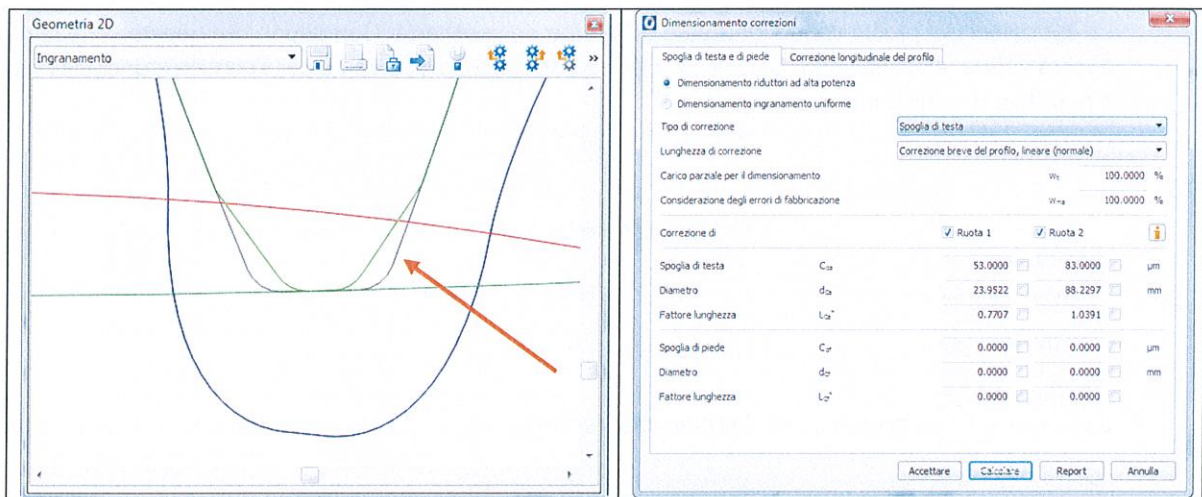 Geometria 2D
Ingranamento
»
Dimensionamento correzioni
Spoglia di testa e di piede
Correzione longitudinale del profilo
Dimensionamento riduttori ad alta potenza
Dimensionamento ingranamento uniforme
Tipo di correzione Spoglia di testa
Lunghezza di correzione Correzione breve del profilo, lineare (normale)
Carico parziale per il dimensionamento 100.0000 %
Considerazione degli errori di fabbricazione 100.0000 %
Correzione di Ruota 1 Ruota 2
Spoglia di testa 53.0000 83.0000 µm
Diametro 23.9522 88.2297 mm
Fattore lunghezza 0.7707 1.0391
Spoglia di piede 0.0000 0.0000 µm
Diametro 0.0000 0.0000 mm
Fattore lunghezza 0.0000 0.0000
Accettare Calcolare Report Annulla